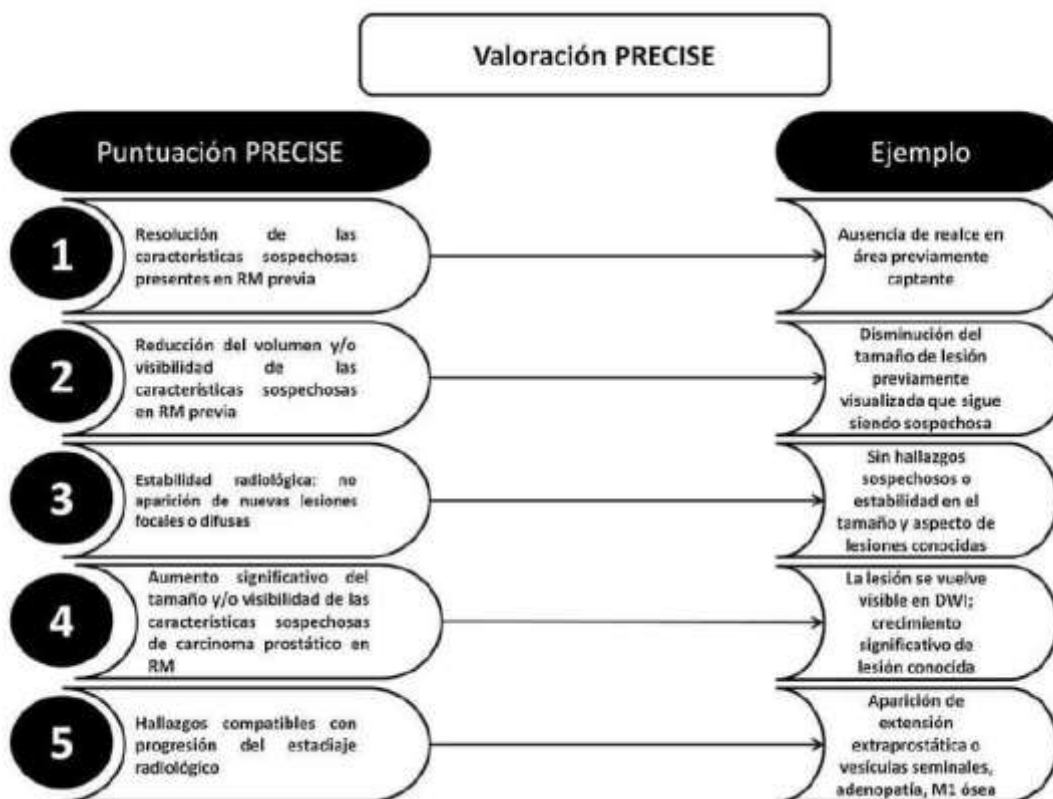 Valoración PRECISE
Puntuación PRECISE
Ejemplo
1
Resolución de las
características sospechosas
presentes en RM previa
Ausencia de realce en
área previamente
captante
2
Reducción del volumen y/o
visibilidad de las
características sospechosas
en RM previa
Disminución del
tamaño de lesión
previamente
visualizada que sigue
siendo sospechosa
3
Estabilidad radiológica: no
aparición de nuevas lesiones
focales o difusas
Sin hallazgos
sospechosos o
estabilidad en el
tamaño y aspecto de
lesiones conocidas
4
Aumento significativo del
tamaño y/o visibilidad de las
características sospechosas
de carcinoma prostático en
RM
La lesión se vuelve
visible en DWI;
crecimiento
significativo de
lesión conocida
5
Hallazgos compatibles con
progresión del estadiaje
radiológico
Aparición de
extensión
extraprostática o
vesículas seminales,
adenopatía, M1 ósea